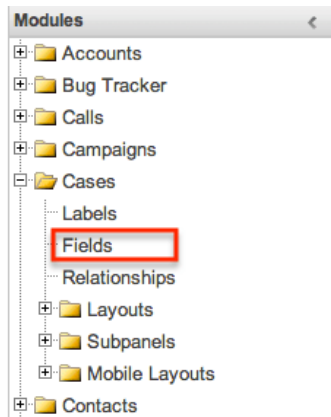 Modules
Accounts
Bug Tracker
Calls
Campaigns
Cases
Labels
Fields
Relationships
Layouts
Subpanels
Mobile Layouts
Contacts